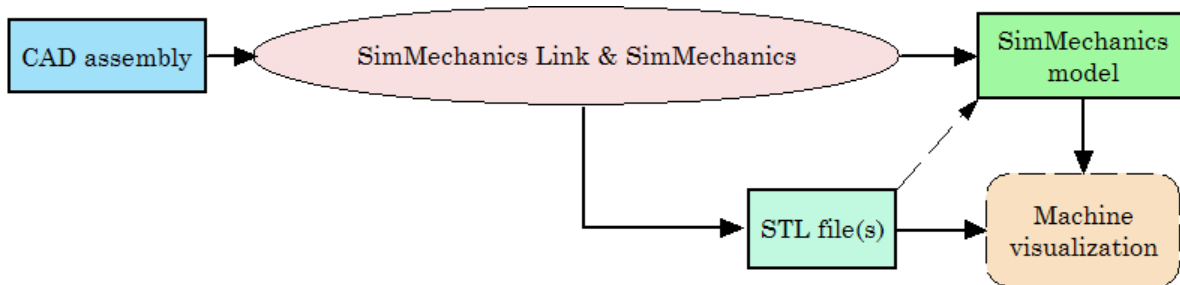 CAD assembly
SimMechanics Link & SimMechanics
SimMechanics
model
STL file(s)
Machine
visualization